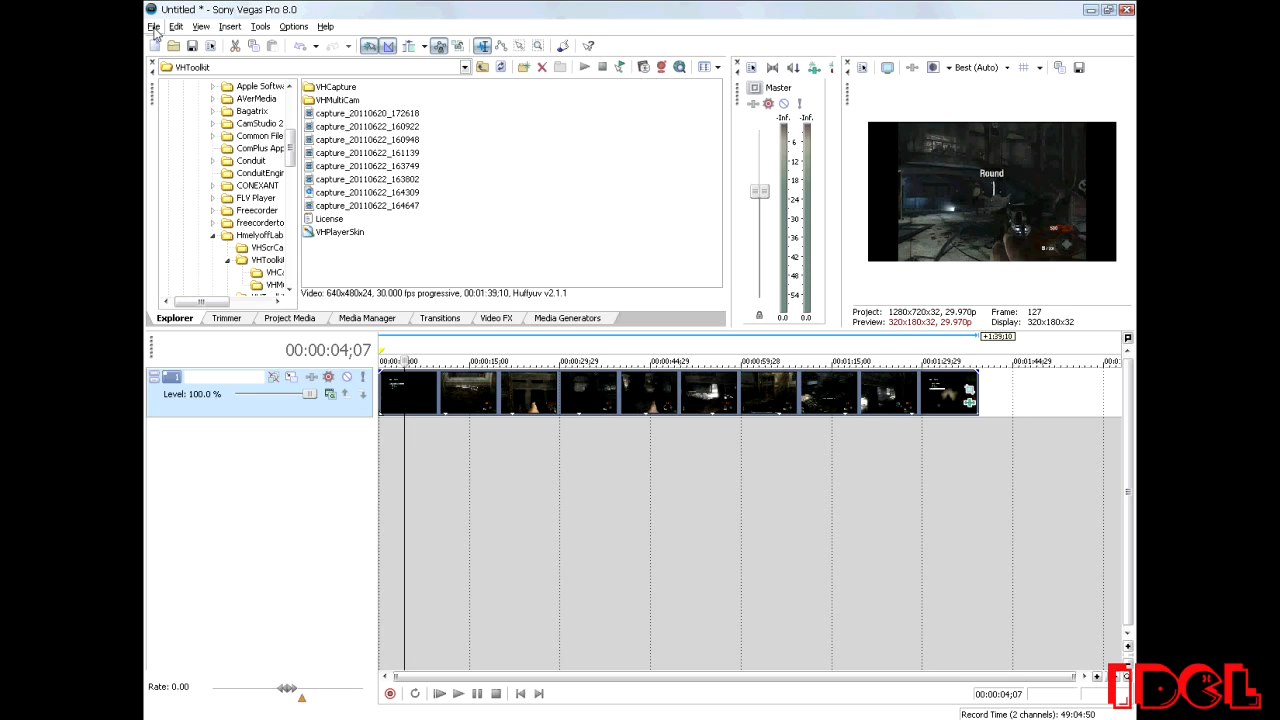 Untitled * - Sony Vegas Pro 8.0
File Edit View Insert Tools Options Help
VHToolkit
Best (Auto)
Apple Softw
AVerMedia
Bagatrix
CamStudio 2
Common File
ComPlus App
Conduit
ConduitEngin
CONEXANT
FLV Player
Freecorder
freecorderto
HmelyoffLab
VHScrCa
VHToolki
VHC
VHM
VHCapture
VHMultiCam
capture_20110620_172618
capture_20110622_160922
capture_20110622_160948
capture_20110622_161139
capture_20110622_163749
capture_20110622_163802
capture_20110622_164309
capture_20110622_164647
License
VHPlayerSkin
Video: 640x480x24, 30.000 fps progressive, 00:01:39;10, Huffyuv v2.1.1
Explorer Trimmer Project Media Media Manager Transitions Video FX Media Generators
Master
-Inf. -Inf.
6
12
18
24
30
36
42
48
54
0.0 0.0
Round
Project: 1280x720x32, 29.970p Frame: 127
Preview: 320x180x32, 29.970p Display: 320x180x32
+1:39;10
00:00:04;07
00:00:15;00 00:00:29;29 00:00:44;29 00:00:59;28 00:01:15;00 00:01:29;29 00:01:44;29
1
Level: 100.0 %
Rate: 0.00
00:00:04;07
Record Time (2 channels): 49:04:50